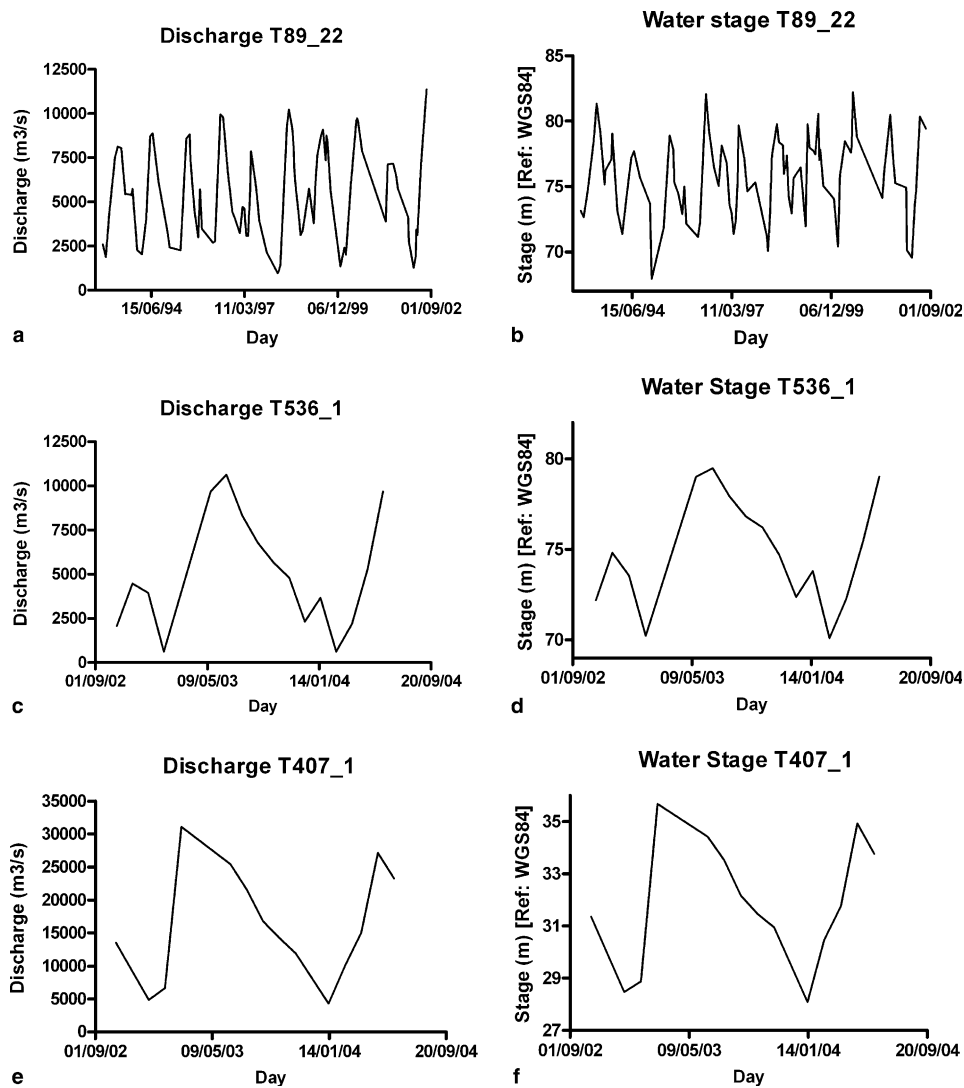 Discharge T89_22
Discharge (m3/s)
12500
10000
7500
5000
2500
0
15/06/94 11/03/97 06/12/99 01/09/02
Day
a
Water stage T89_22
Stage (m) [Ref: WGS84]
85
80
75
70
15/06/94 11/03/97 06/12/99 01/09/02
Day
b
Discharge T536_1
Discharge (m3/s)
12500
10000
7500
5000
2500
0
01/09/02 09/05/03 14/01/04 20/09/04
Day
c
Water Stage T536_1
Stage (m) [Ref: WGS84]
80
75
70
01/09/02 09/05/03 14/01/04 20/09/04
Day
d
Discharge T407_1
Discharge (m3/s)
35000
30000
25000
20000
15000
10000
5000
0
01/09/02 09/05/03 14/01/04 20/09/04
Day
e
Water Stage T407_1
Stage (m) [Ref: WGS84]
35
33
31
29
27
01/09/02 09/05/03 14/01/04 20/09/04
Day
f